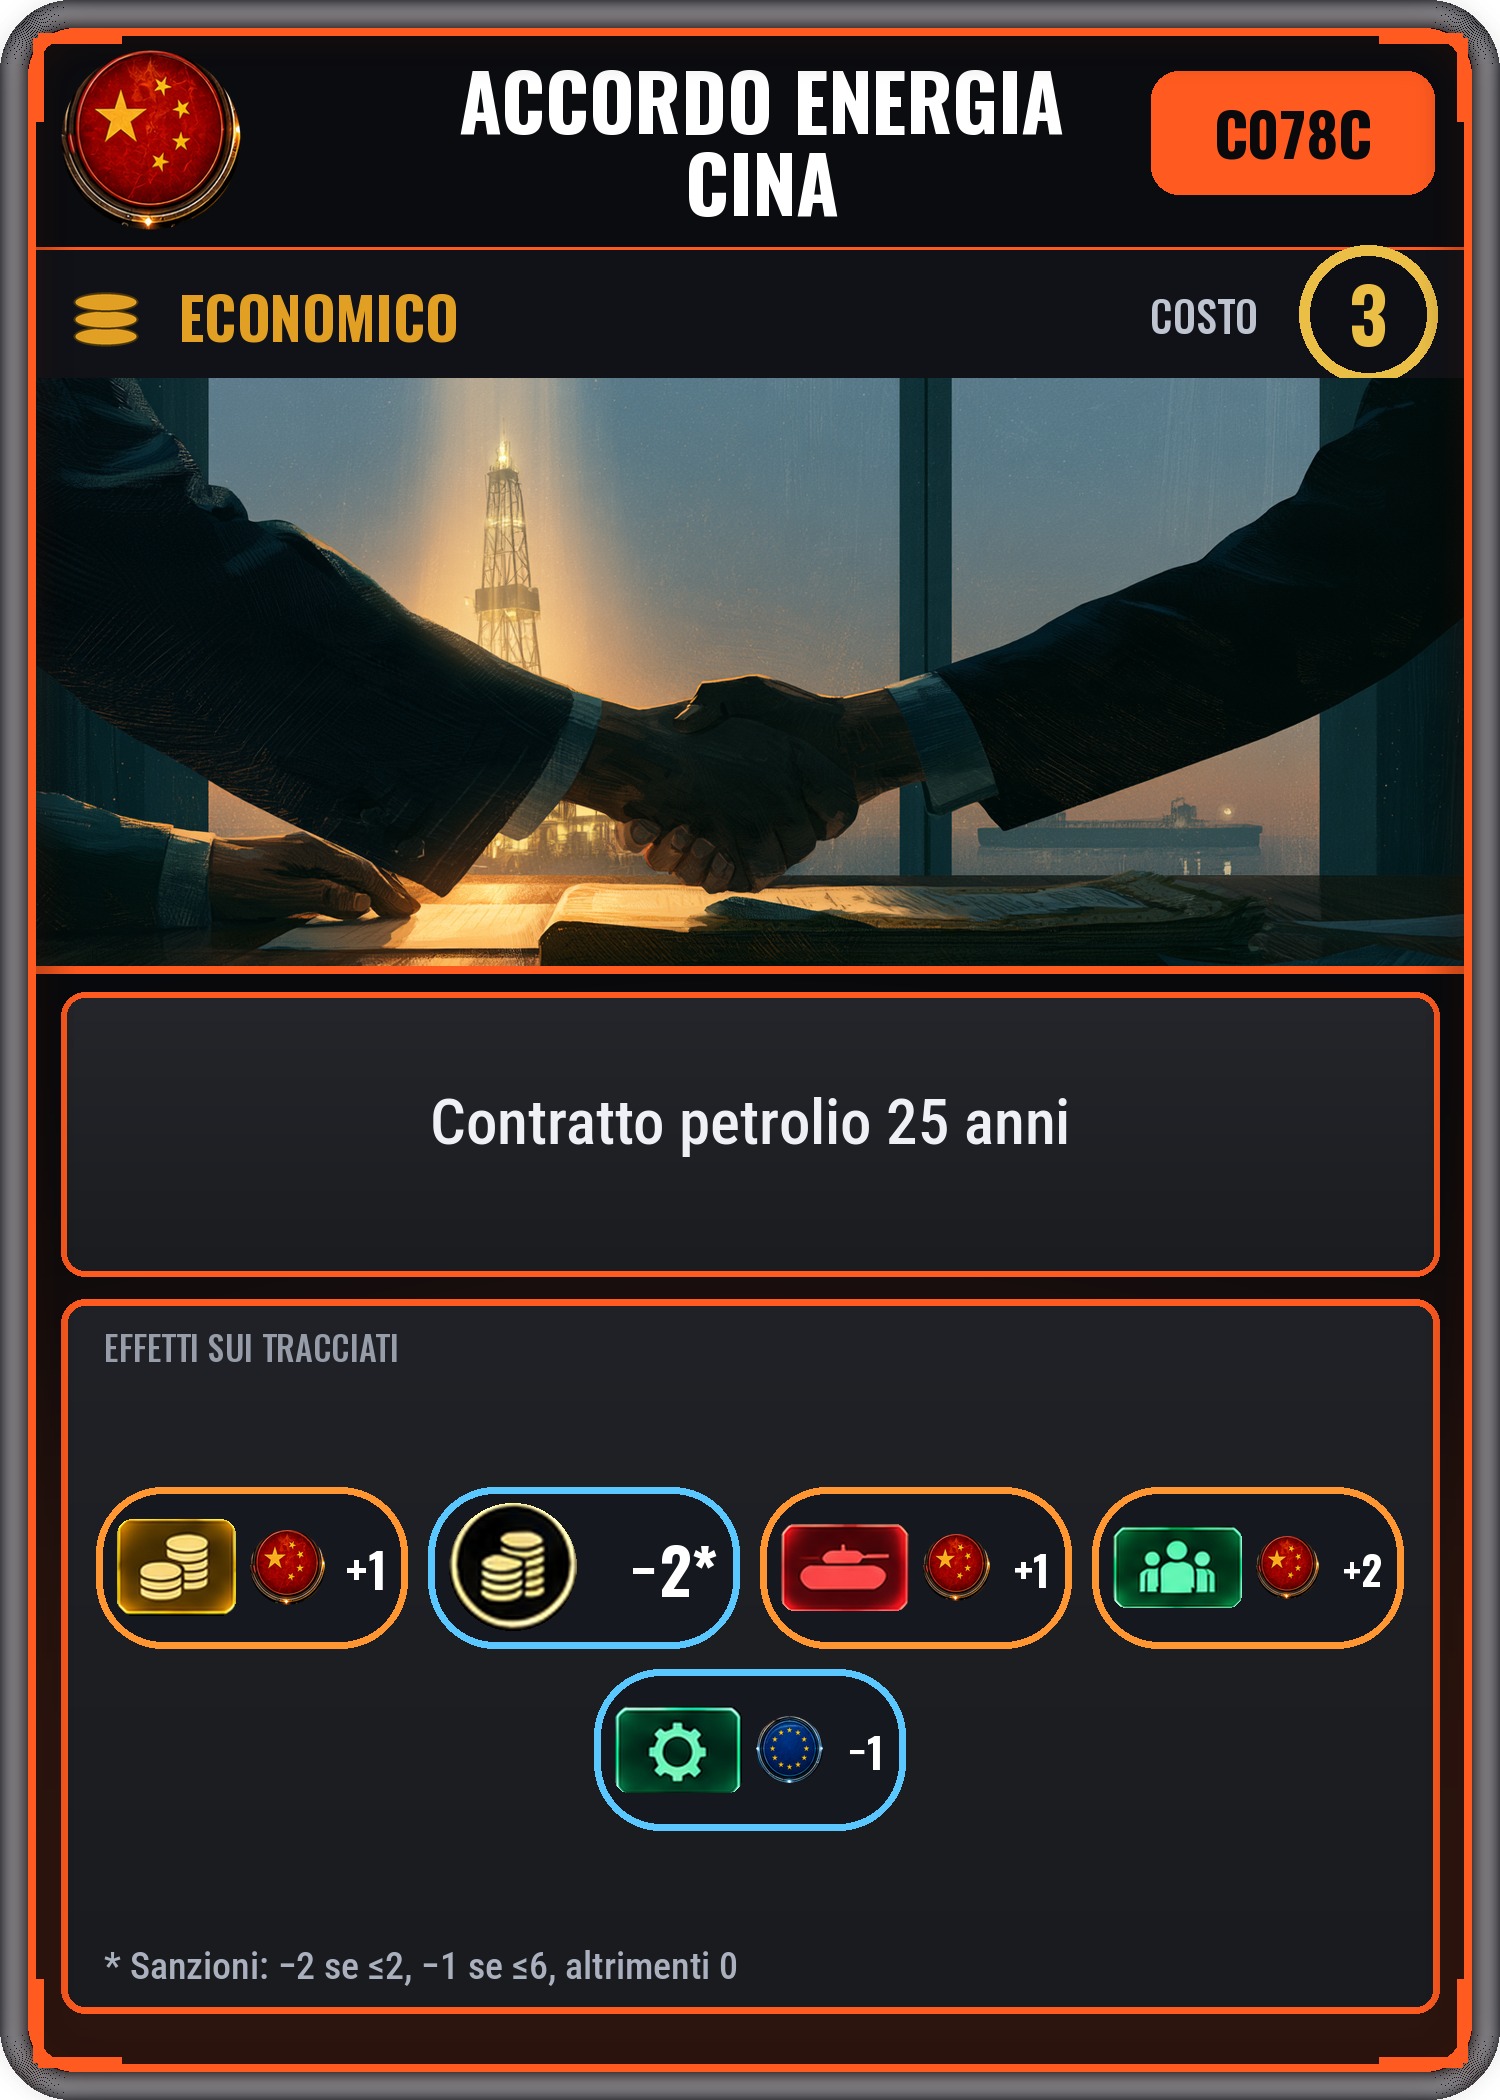 ACCORDO ENERGIA
CINA
C078C
ECONOMICO
COSTO
3
Contratto petrolio 25 anni
EFFETTI SUI TRACCIATI
+1
−2*
+1
+2
−1
* Sanzioni: −2 se ≤2, −1 se ≤6, altrimenti 0